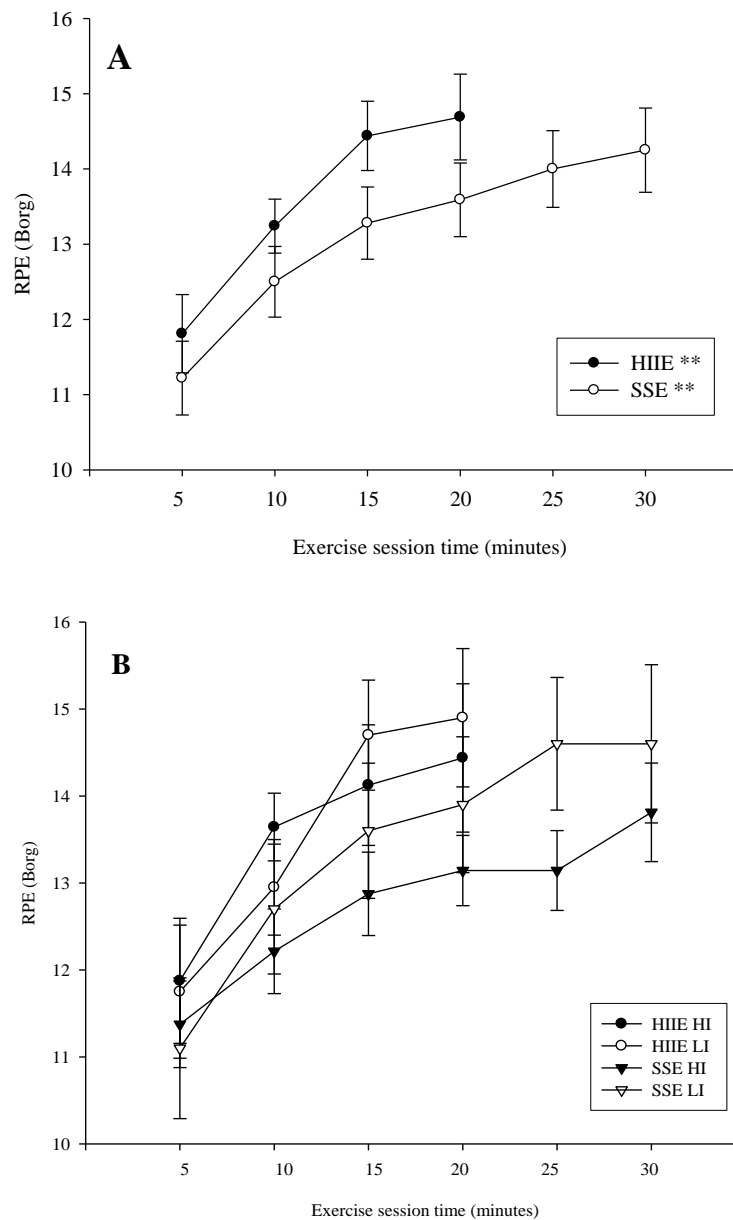 A
16
15
14
13
12
11
10
RPE (Borg)
5 10 15 20 25 30
Exercise session time (minutes)
HIIE **
SSE **
B
16
15
14
13
12
11
10
RPE (Borg)
5 10 15 20 25 30
Exercise session time (minutes)
HIIE HI
HIIE LI
SSE HI
SSE LI